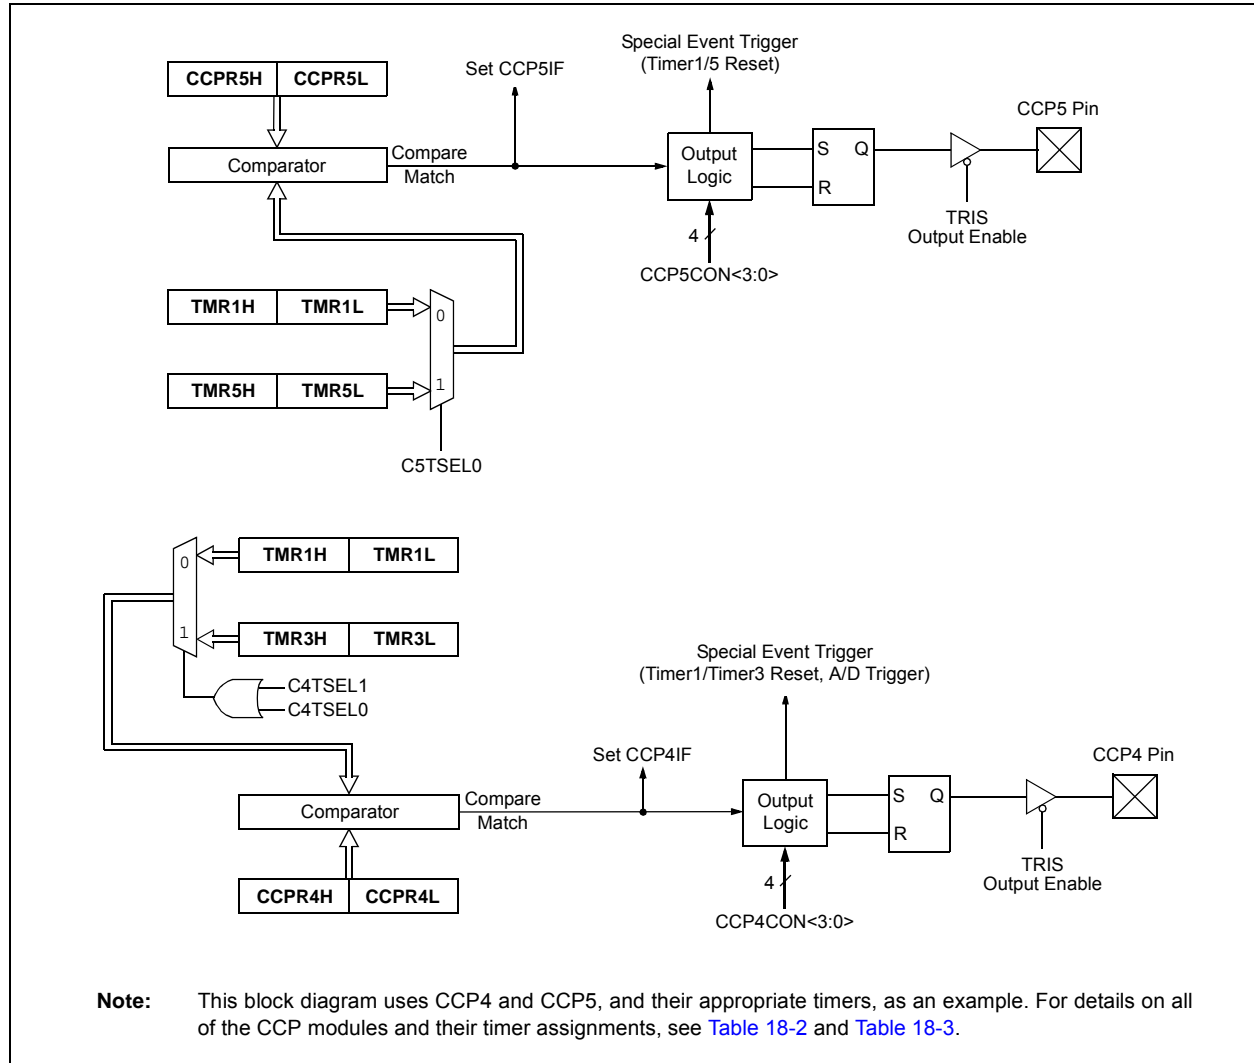 Special Event Trigger
(Timer1/5 Reset)
Set CCP5IF
CCPR5H CCPR5L
CCP5 Pin
Comparator
Compare
Match
Output
Logic
S Q
R
TRIS
Output Enable
4
CCP5CON<3:0>
TMR1H TMR1L
0
TMR5H TMR5L
1
C5TSEL0
0
TMR1H TMR1L
1
TMR3H TMR3L
C4TSEL1
C4TSEL0
Special Event Trigger
(Timer1/Timer3 Reset, A/D Trigger)
Set CCP4IF
CCP4 Pin
Comparator
Compare
Match
Output
Logic
S Q
R
TRIS
Output Enable
4
CCPR4H CCPR4L
CCP4CON<3:0>
Note: This block diagram uses CCP4 and CCP5, and their appropriate timers, as an example. For details on all
of the CCP modules and their timer assignments, see Table 18-2 and Table 18-3.